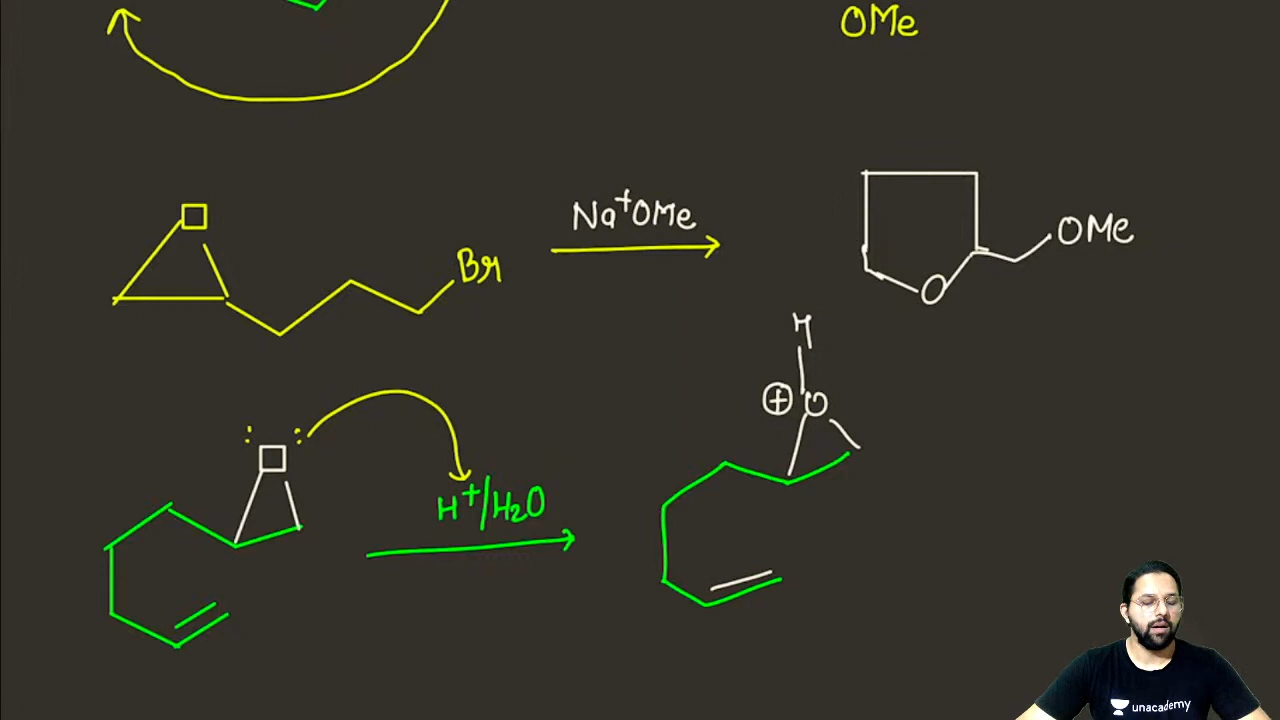 OMe
Na⁺OMe
Br
O
OMe
H
⊕ O
H⁺/H₂O
unacademy